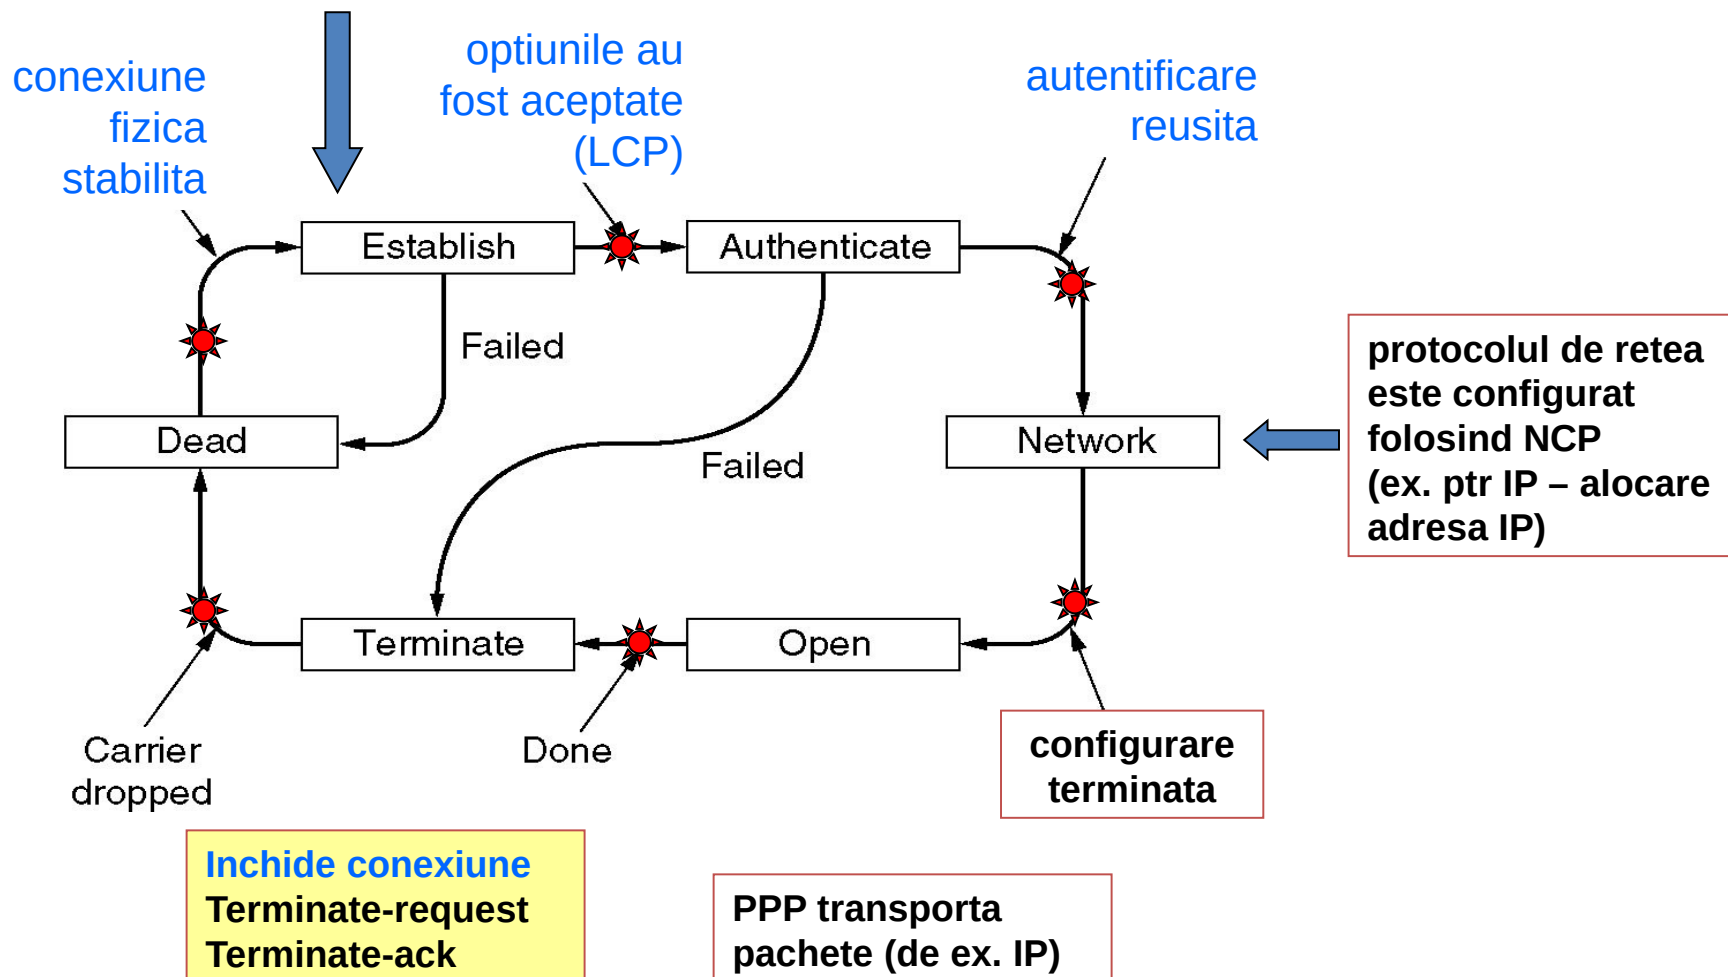 conexiune
fizica
stabilita
optiunile au
fost aceptate
(LCP)
autentificare
reusita
Establish
Authenticate
Failed
Dead
Failed
Network
protocolul de retea
este configurat
folosind NCP
(ex. ptr IP – alocare
adresa IP)
Terminate
Open
Carrier
dropped
Done
configurare
terminata
Inchide conexiune
Terminate-request
Terminate-ack
PPP transporta
pachete (de ex. IP)